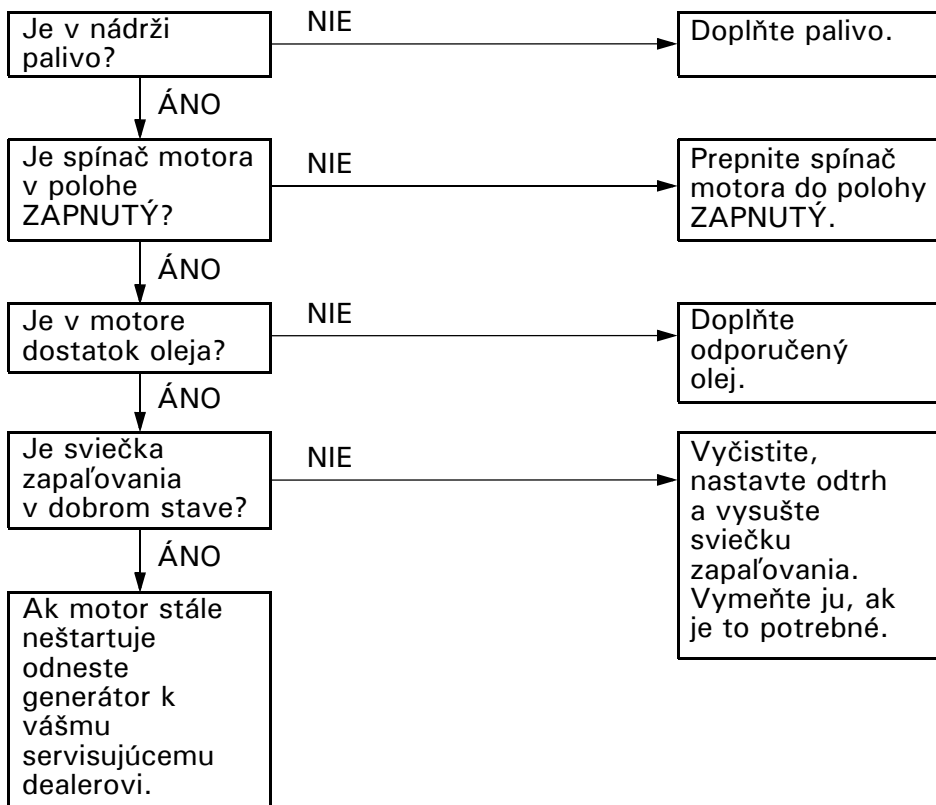 Je v nádrži
palivo?
NIE
Doplňte palivo.
ÁNO
Je spínač motora
v polohe
ZAPNUTÝ?
NIE
Prepnite spínač
motora do polohy
ZAPNUTÝ.
ÁNO
Je v motore
dostatok oleja?
NIE
Doplňte
odporučený
olej.
ÁNO
Je sviečka
zapaľovania
v dobrom stave?
NIE
Vyčistite,
nastavte odtrh
a vysušte
sviečku
zapaľovania.
Vymeňte ju, ak
je to potrebné.
ÁNO
Ak motor stále
neštartuje
odneste
generátor k
vášmu
servisujúcemu
dealerovi.